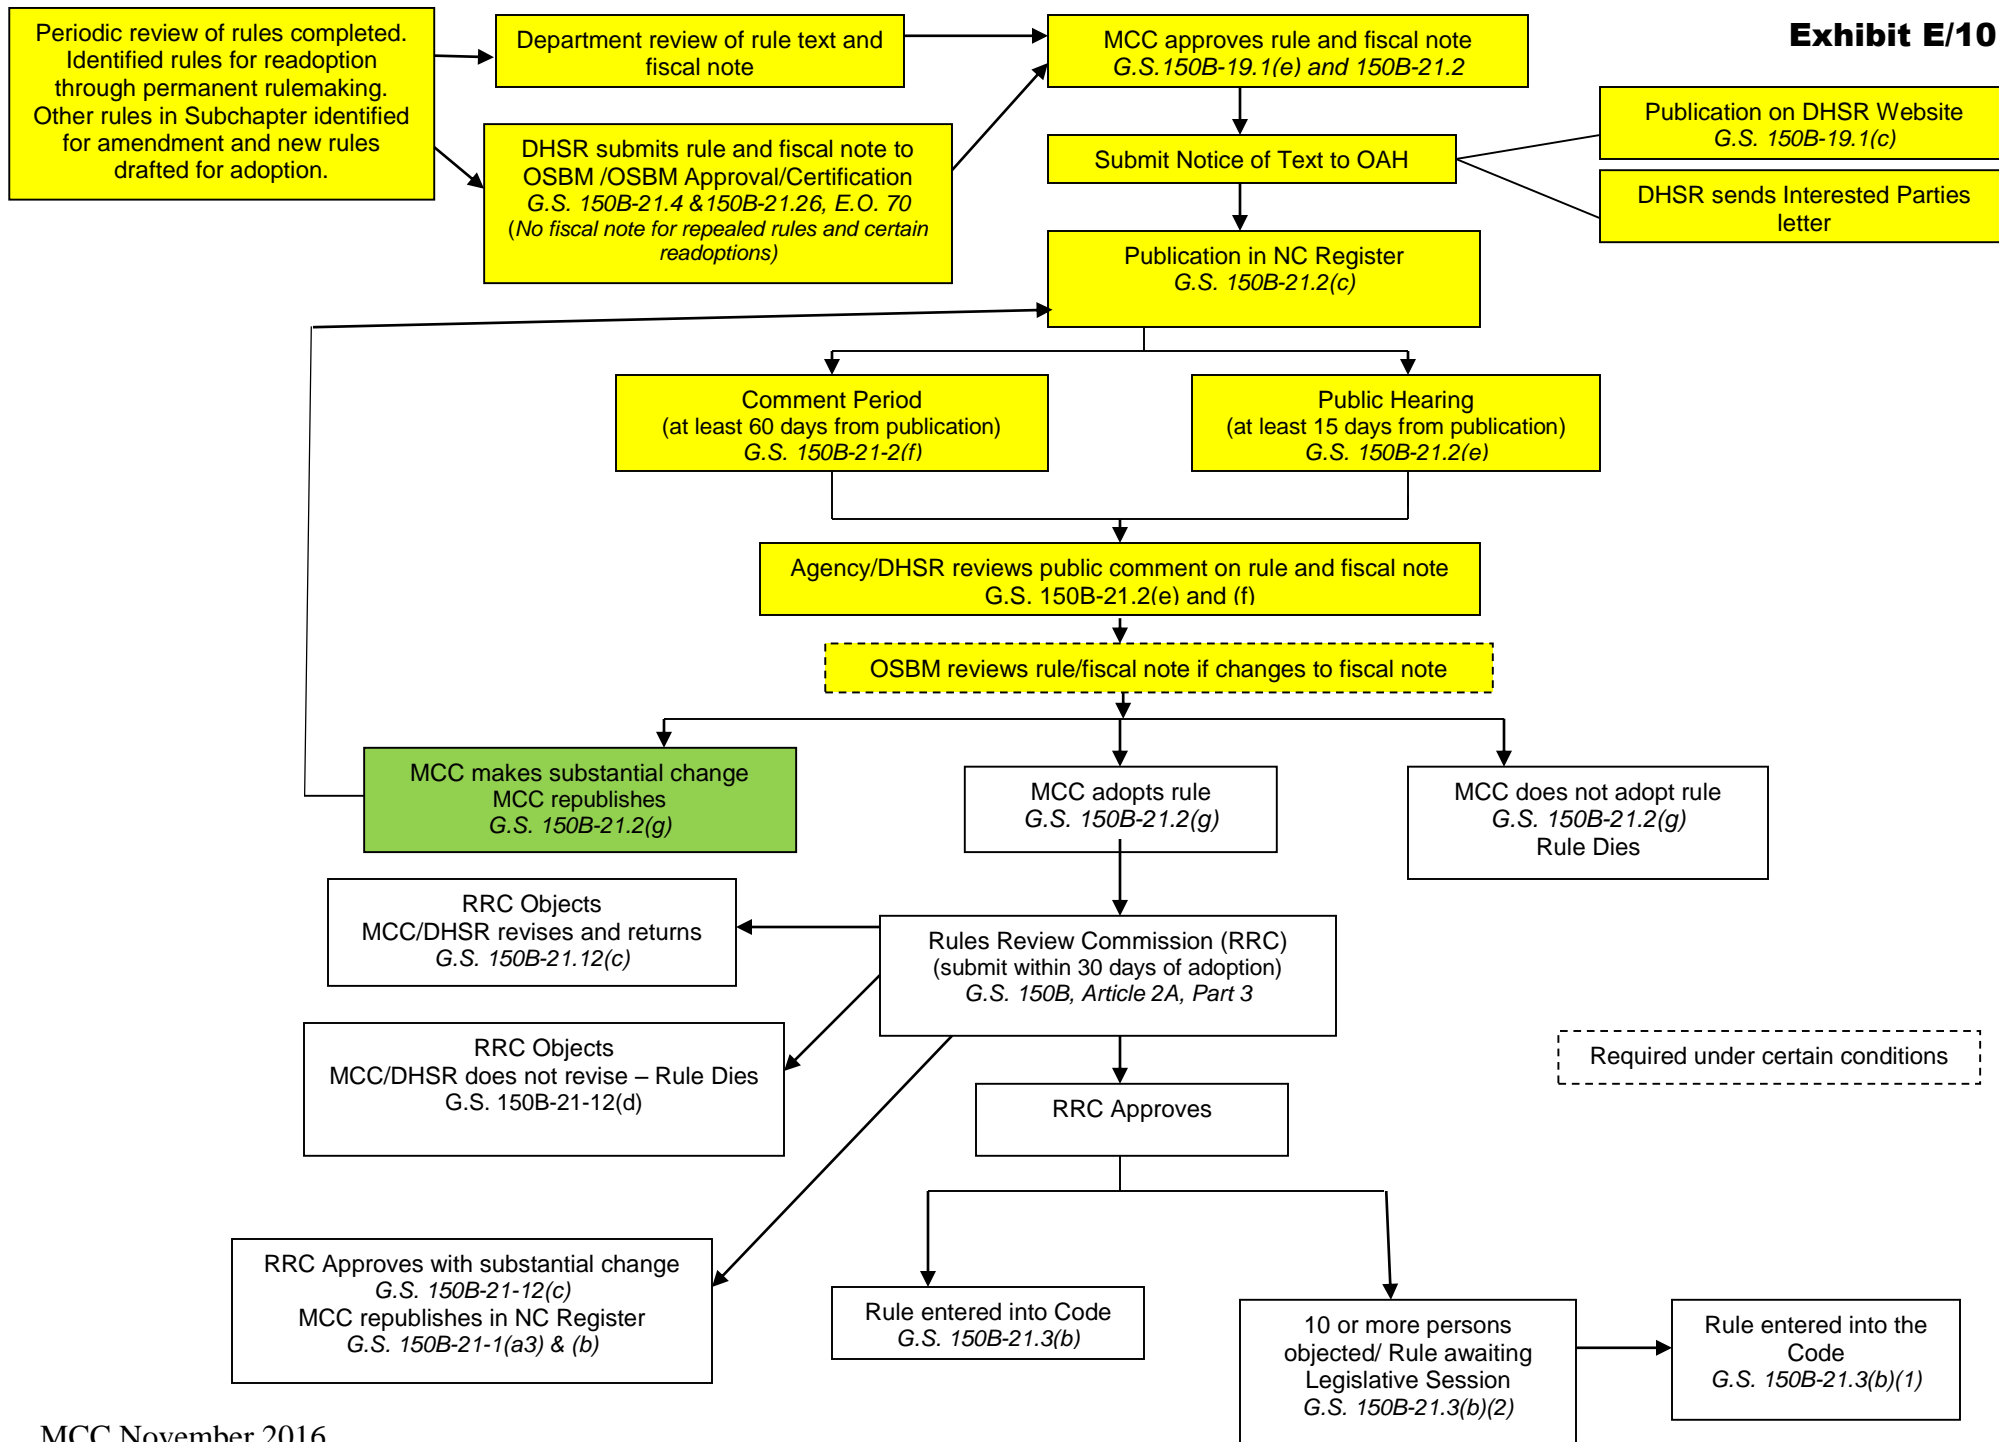 Exhibit E/10
Periodic review of rules completed.
Identified rules for readoption
through permanent rulemaking.
Other rules in Subchapter identified
for amendment and new rules
drafted for adoption.
Department review of rule text and
fiscal note
MCC approves rule and fiscal note
G.S.150B-19.1(e) and 150B-21.2
DHSR submits rule and fiscal note to
OSBM /OSBM Approval/Certification
G.S. 150B-21.4 &150B-21.26, E.O. 70
(No fiscal note for repealed rules and certain
readoptions)
Submit Notice of Text to OAH
Publication on DHSR Website
G.S. 150B-19.1(c)
DHSR sends Interested Parties
letter
Publication in NC Register
G.S. 150B-21.2(c)
Comment Period
(at least 60 days from publication)
G.S. 150B-21-2(f)
Public Hearing
(at least 15 days from publication)
G.S. 150B-21.2(e)
Agency/DHSR reviews public comment on rule and fiscal note
G.S. 150B-21.2(e) and (f)
OSBM reviews rule/fiscal note if changes to fiscal note
MCC makes substantial change
MCC republishes
G.S. 150B-21.2(g)
MCC adopts rule
G.S. 150B-21.2(g)
MCC does not adopt rule
G.S. 150B-21.2(g)
Rule Dies
RRC Objects
MCC/DHSR revises and returns
G.S. 150B-21.12(c)
Rules Review Commission (RRC)
(submit within 30 days of adoption)
G.S. 150B, Article 2A, Part 3
RRC Objects
MCC/DHSR does not revise – Rule Dies
G.S. 150B-21-12(d)
Required under certain conditions
RRC Approves
RRC Approves with substantial change
G.S. 150B-21-12(c)
MCC republishes in NC Register
G.S. 150B-21-1(a3) & (b)
Rule entered into Code
G.S. 150B-21.3(b)
10 or more persons
objected/ Rule awaiting
Legislative Session
G.S. 150B-21.3(b)(2)
Rule entered into the
Code
G.S. 150B-21.3(b)(1)
MCC November 2016